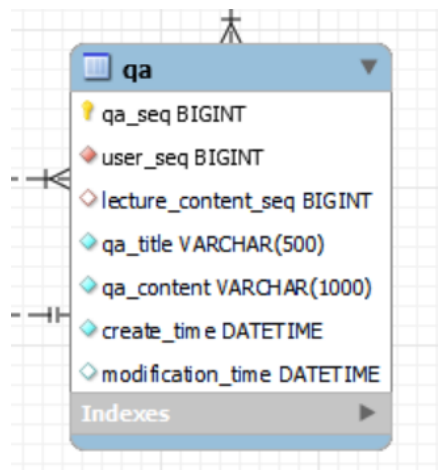 qa
qa_seq BIGINT
user_seq BIGINT
lecture_content_seq BIGINT
qa_title VARCHAR(500)
qa_content VARCHAR(1000)
create_time DATETIME
modification_time DATETIME
Indexes